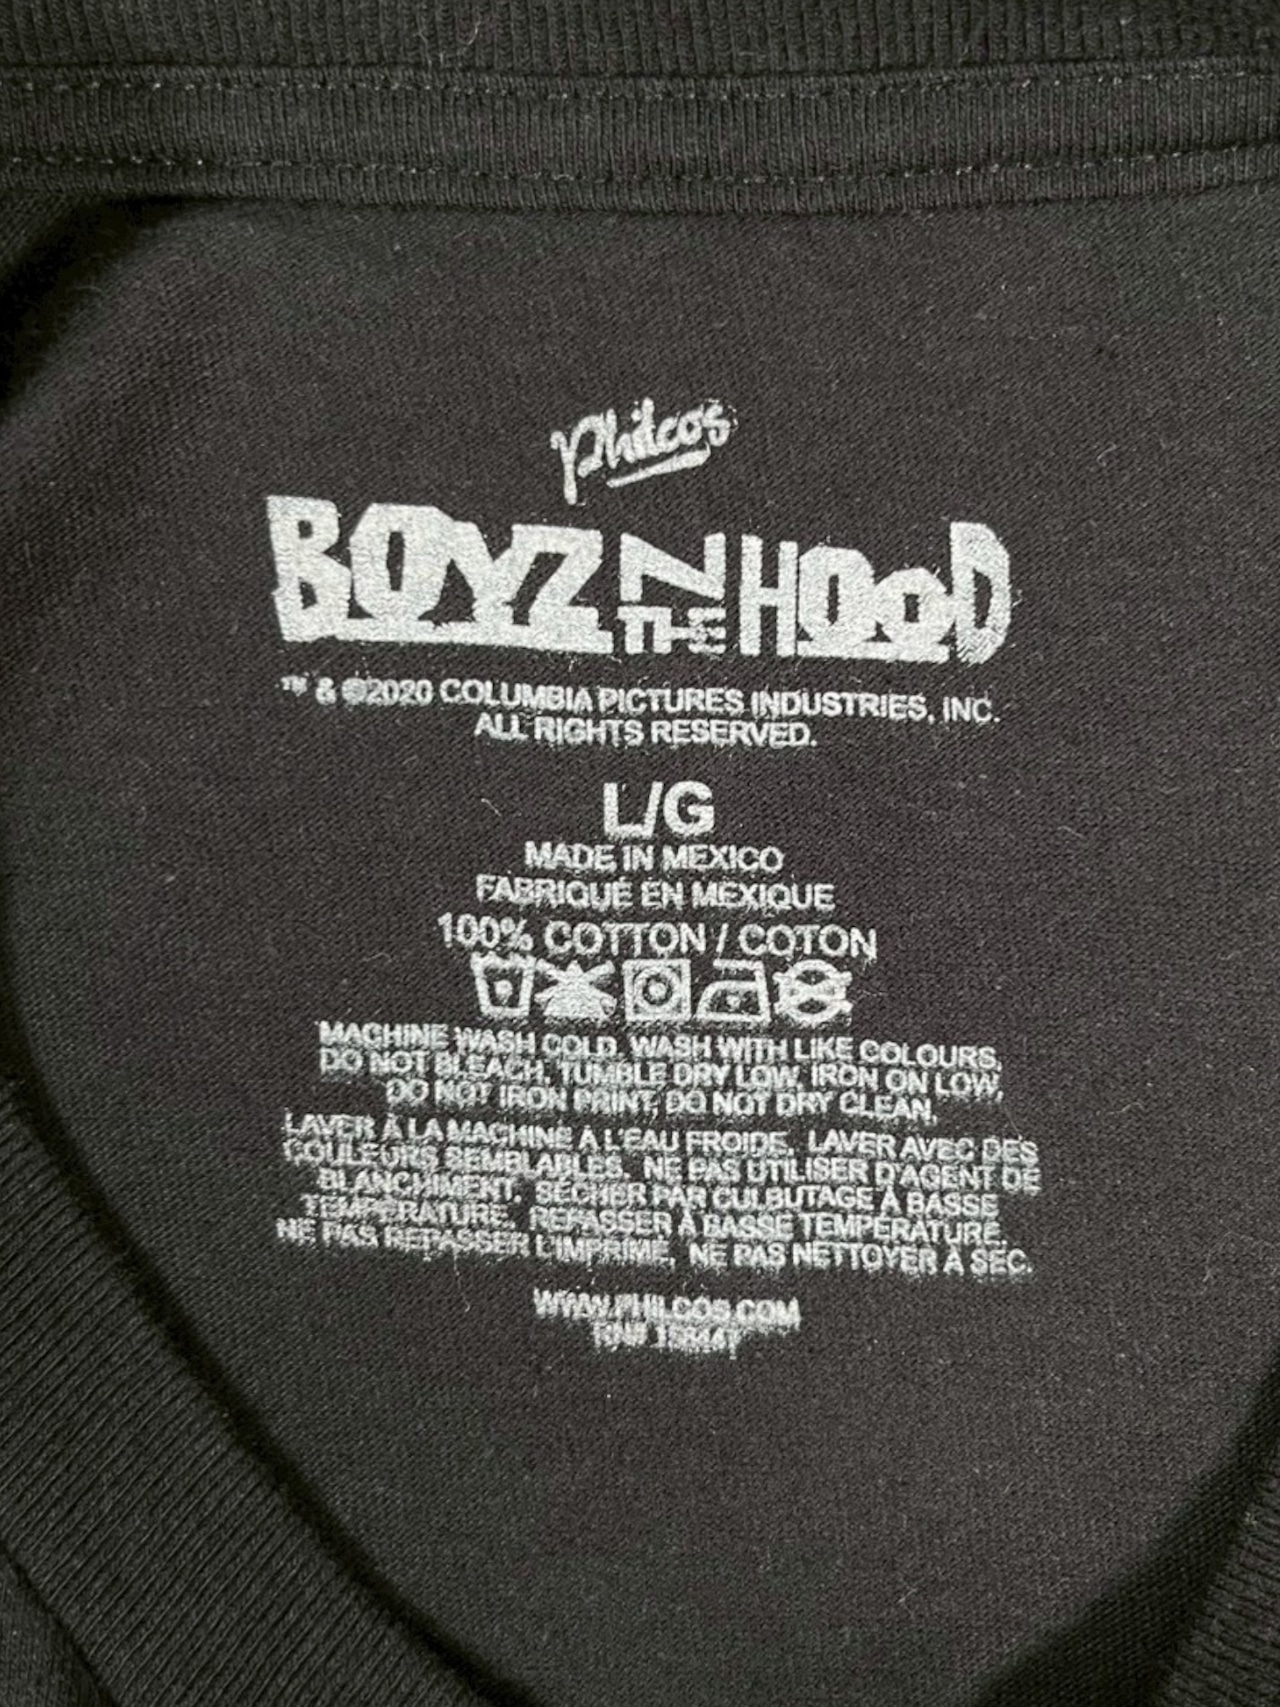 Philcos
BOYZ N THE HOOD
™ & ©2020 COLUMBIA PICTURES INDUSTRIES, INC.
ALL RIGHTS RESERVED.
L/G
MADE IN MEXICO
FABRIQUÉ EN MEXIQUE
100% COTTON / COTON
MACHINE WASH COLD. WASH WITH LIKE COLOURS,
DO NOT BLEACH, TUMBLE DRY LOW, IRON ON LOW,
DO NOT IRON PRINT, DO NOT DRY CLEAN,
LAVER À LA MACHINE À L'EAU FROIDE. LAVER AVEC DES
COULEURS SEMBLABLES. NE PAS UTILISER D'AGENT DE
BLANCHIMENT. SÉCHER PAR CULBUTAGE À BASSE
TEMPÉRATURE. REPASSER À BASSE TEMPÉRATURE.
NE PAS REPASSER L'IMPRIMÉ. NE PAS NETTOYER À SEC.
WWW.PHILCOS.COM
RN#